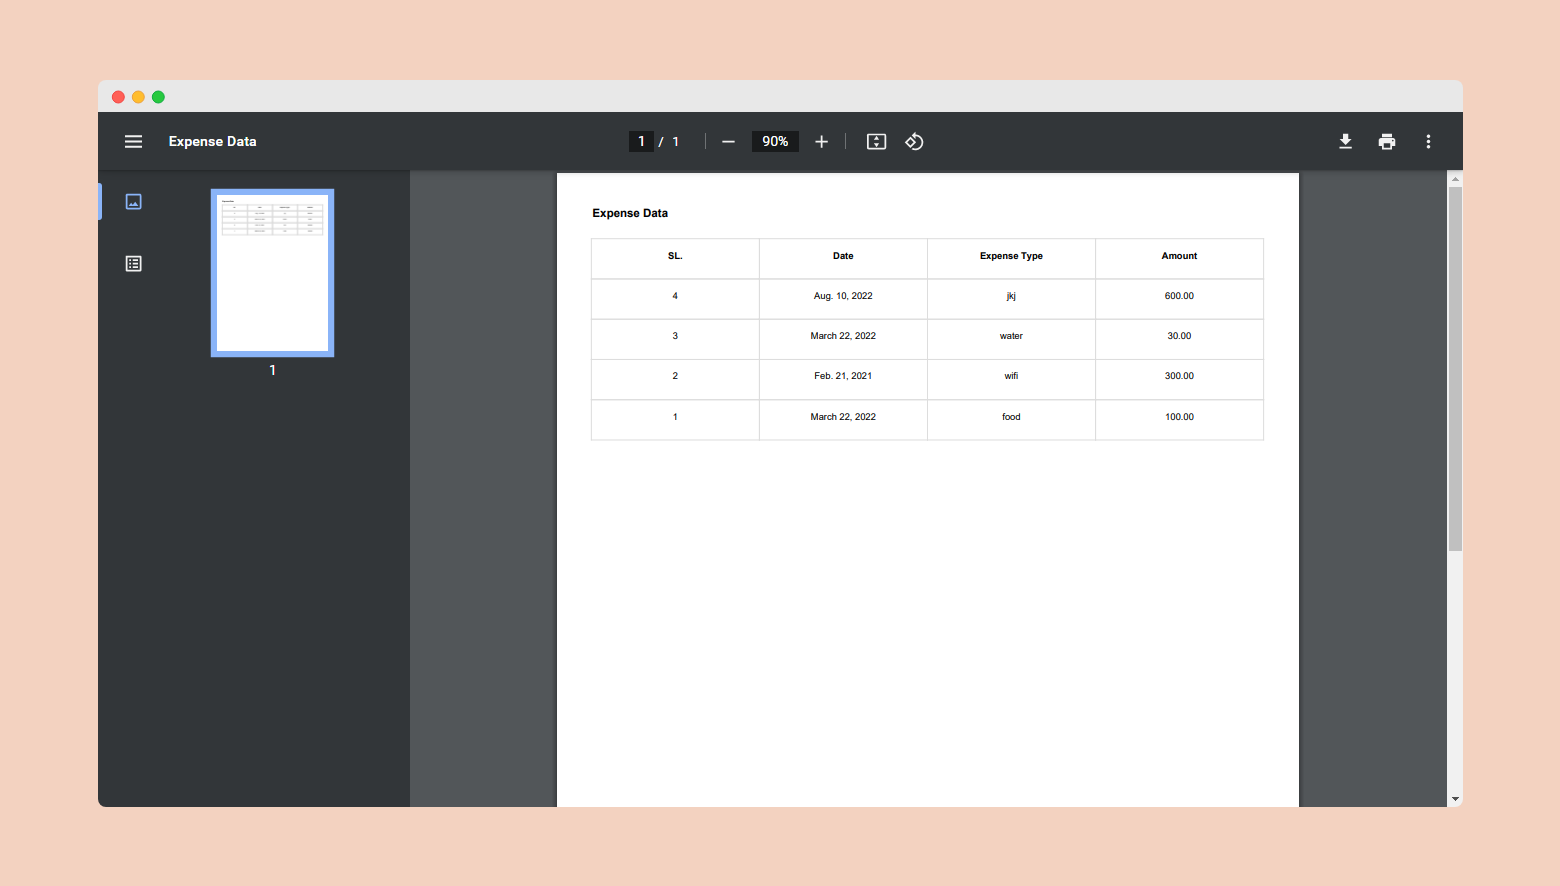 Expense Data
1 / 1
90%
1
Expense Data
SL. Date Expense Type Amount
4 Aug. 10, 2022 jkj 600.00
3 March 22, 2022 water 30.00
2 Feb. 21, 2021 wifi 300.00
1 March 22, 2022 food 100.00